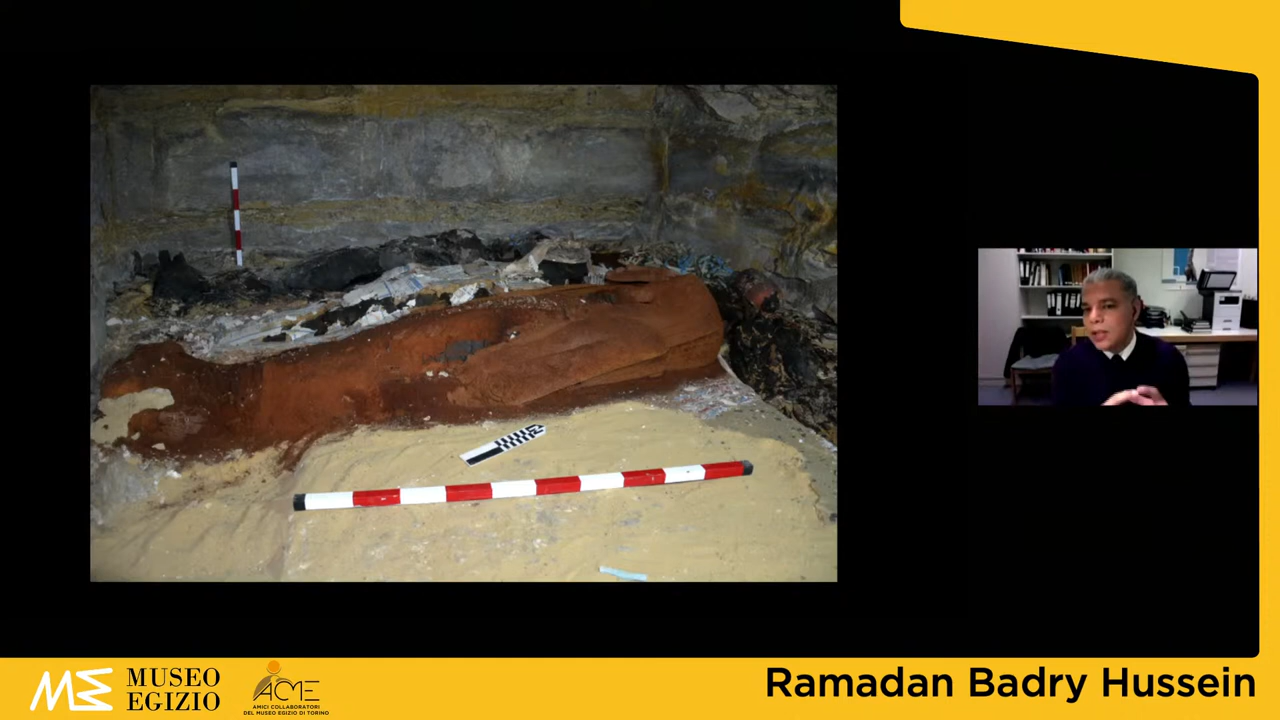 MUSEO
EGIZIO
ACME
AMICI COLLABORATORI
DEL MUSEO EGIZIO DI TORINO
Ramadan Badry Hussein